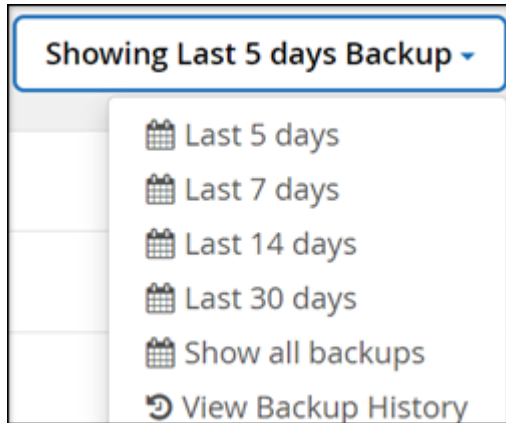 Showing Last 5 days Backup
Last 5 days
Last 7 days
Last 14 days
Last 30 days
Show all backups
View Backup History